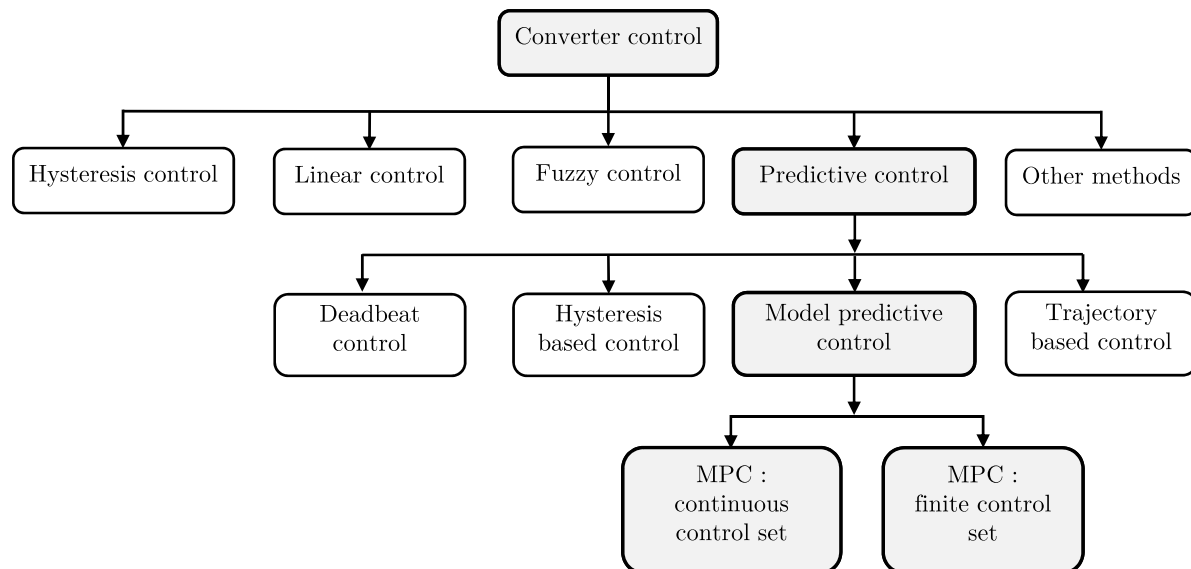 Converter control
Hysteresis control
Linear control
Fuzzy control
Predictive control
Other methods
Deadbeat
control
Hysteresis
based control
Model predictive
control
Trajectory
based control
MPC :
continuous
control set
MPC :
finite control
set